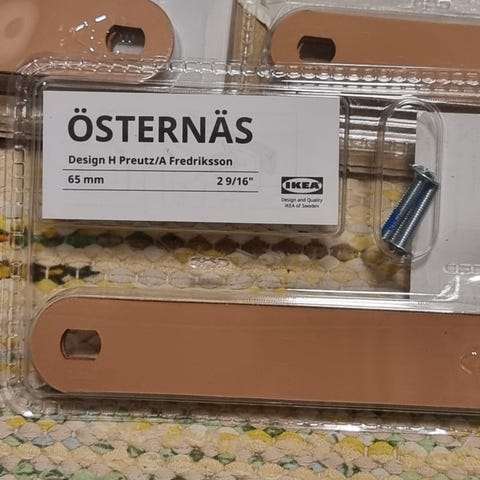 ÖSTERNÄS
Design H Preutz/A Fredriksson
65 mm 2 9/16"
IKEA
Design and Quality
IKEA of Sweden